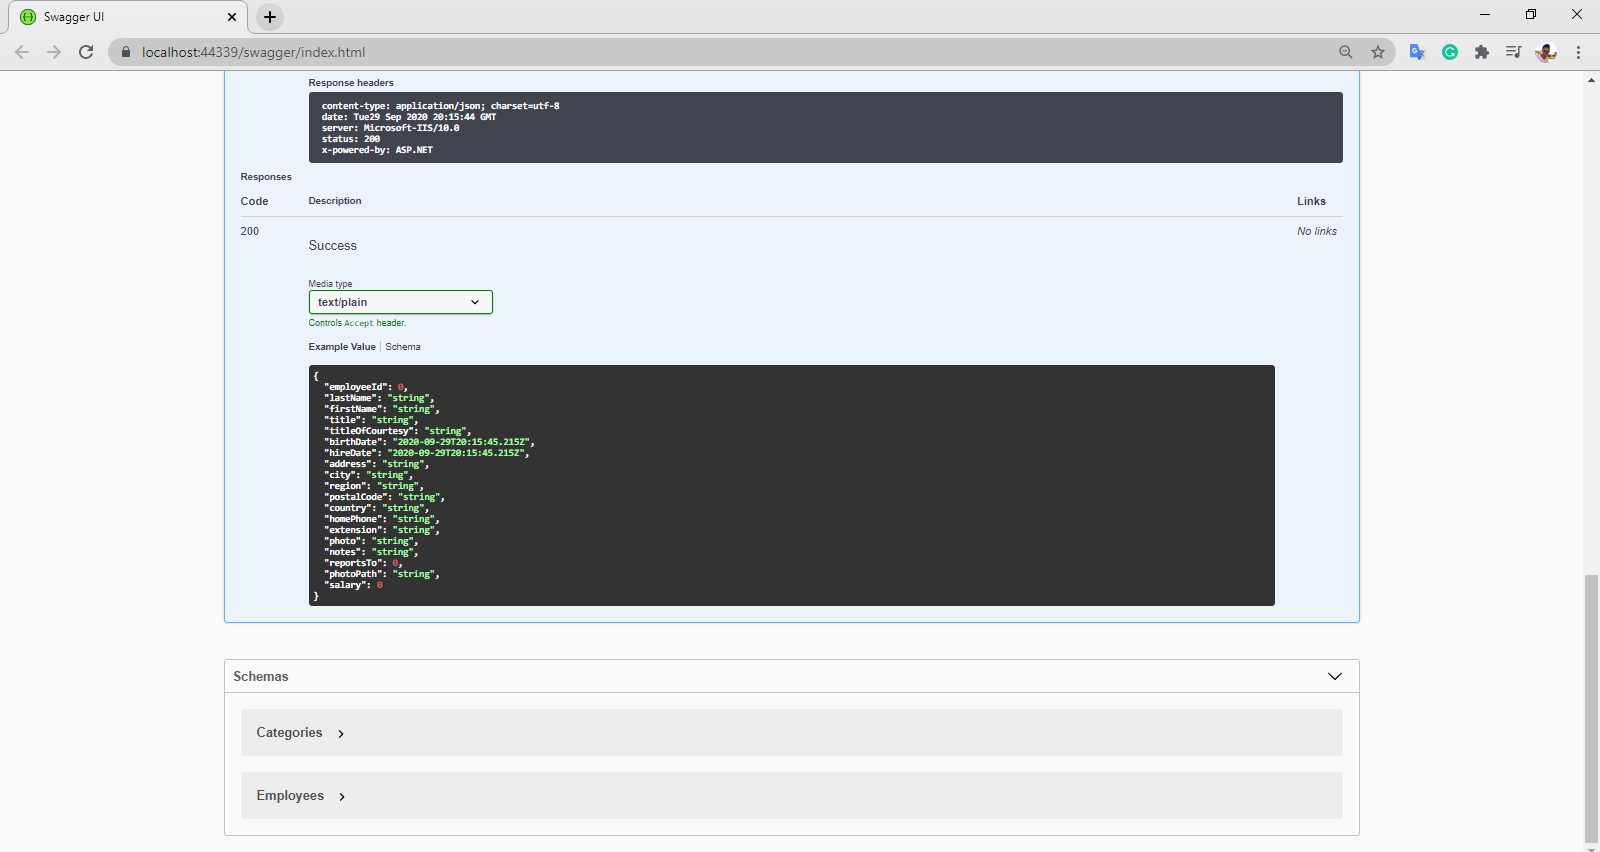 Swagger UI
localhost:44339/swagger/index.html
Response headers
content-type: application/json; charset=utf-8
date: Tue29 Sep 2020 20:15:44 GMT
server: Microsoft-IIS/10.0
status: 200
x-powered-by: ASP.NET
Responses
Code Description Links
200 No links
Success
Media type
text/plain
Controls Accept header.
Example Value | Schema
{
"employeeId": 0,
"lastName": "string",
"firstName": "string",
"title": "string",
"titleOfCourtesy": "string",
"birthDate": "2020-09-29T20:15:45.215Z",
"hireDate": "2020-09-29T20:15:45.215Z",
"address": "string",
"city": "string",
"region": "string",
"postalCode": "string",
"country": "string",
"homePhone": "string",
"extension": "string",
"photo": "string",
"notes": "string",
"reportsTo": 0,
"photoPath": "string",
"salary": 0
}
Schemas
Categories
Employees